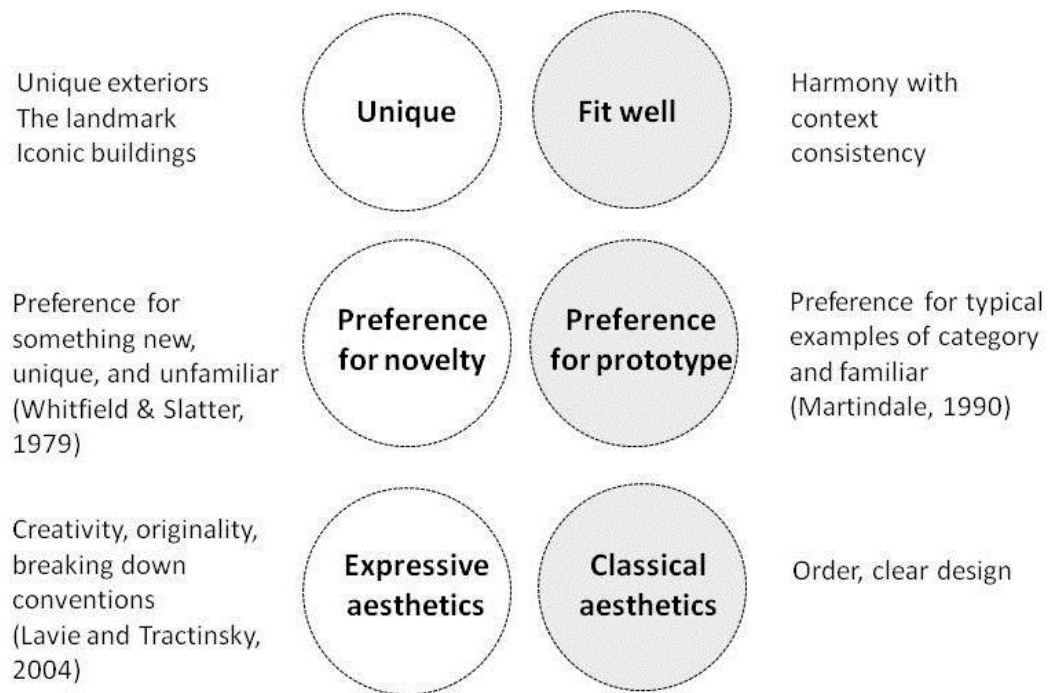 Unique exteriors
The landmark
Iconic buildings
Unique
Fit well
Harmony with
context
consistency
Preference for
something new,
unique, and unfamiliar
(Whitfield & Slatter,
1979)
Preference
for novelty
Preference
for prototype
Preference for typical
examples of category
and familiar
(Martindale, 1990)
Creativity, originality,
breaking down
conventions
(Lavie and Tractinsky,
2004)
Expressive
aesthetics
Classical
aesthetics
Order, clear design